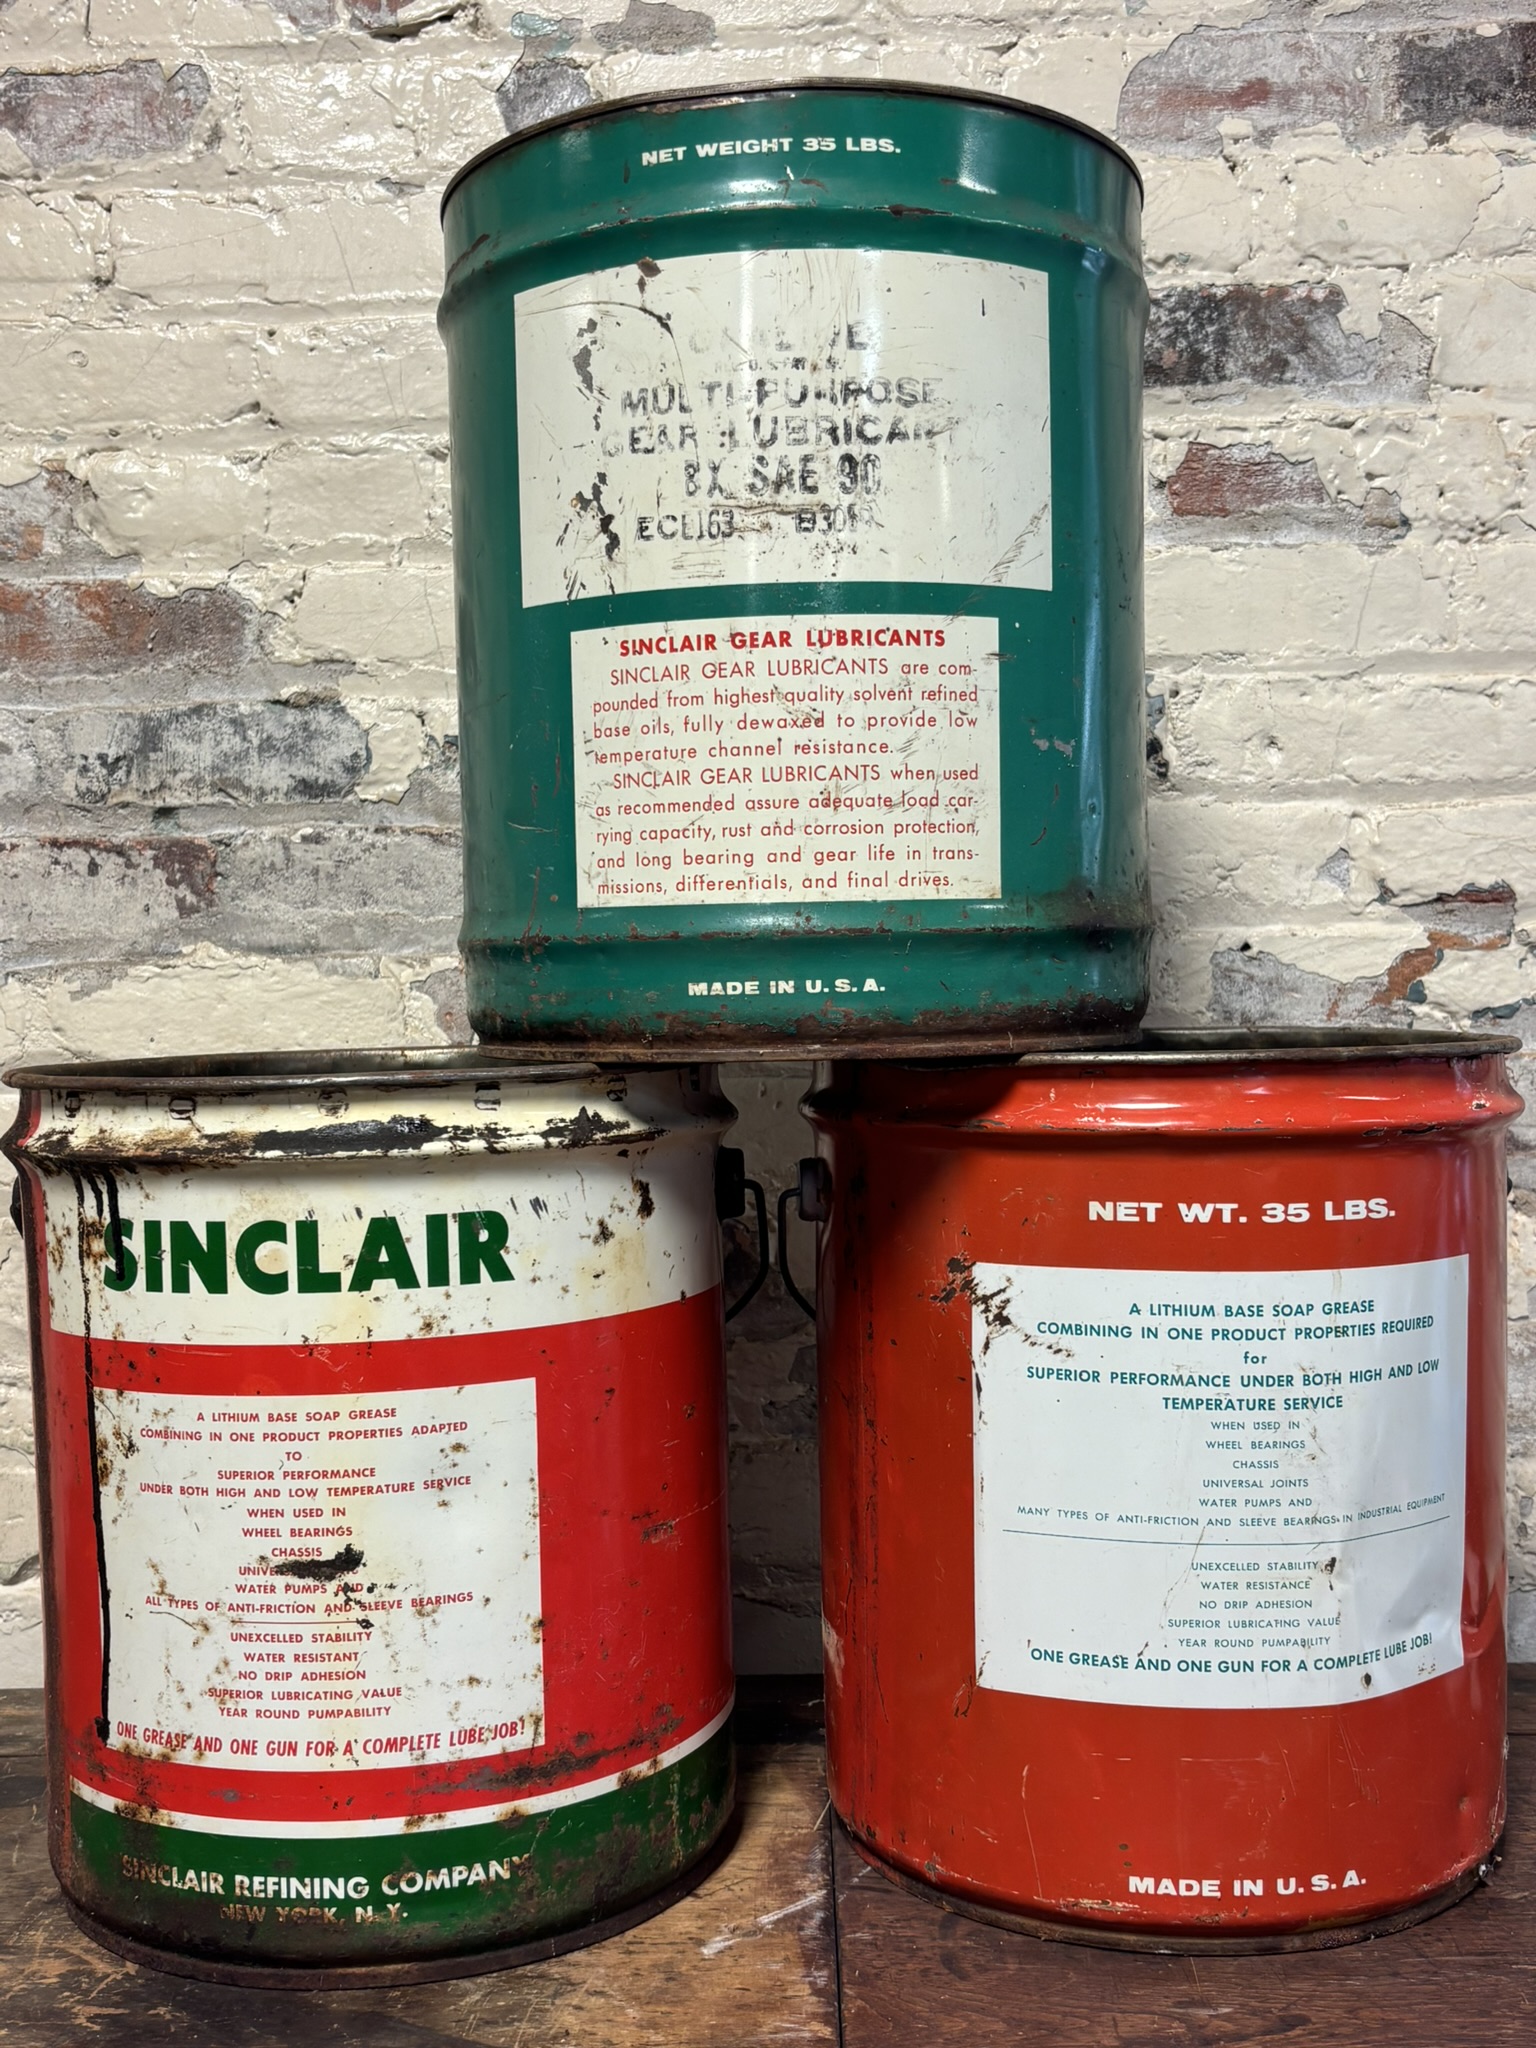 NET WEIGHT 35 LBS.
MULTI-PURPOSE
GEAR LUBRICANT
8X SAE 90
SINCLAIR GEAR LUBRICANTS
SINCLAIR GEAR LUBRICANTS are com-
pounded from highest quality solvent refined
base oils, fully dewaxed to provide low
temperature channel resistance.
SINCLAIR GEAR LUBRICANTS when used
as recommended assure adequate load car-
rying capacity, rust and corrosion protection,
and long bearing and gear life in trans-
missions, differentials, and final drives.
MADE IN U. S. A.
SINCLAIR
A LITHIUM BASE SOAP GREASE
COMBINING IN ONE PRODUCT PROPERTIES ADAPTED
TO
SUPERIOR PERFORMANCE
UNDER BOTH HIGH AND LOW TEMPERATURE SERVICE
WHEN USED IN
WHEEL BEARINGS
CHASSIS
WATER PUMPS AND
ALL TYPES OF ANTI-FRICTION AND SLEEVE BEARINGS
UNEXCELLED STABILITY
WATER RESISTANT
NO DRIP ADHESION
SUPERIOR LUBRICATING VALUE
YEAR ROUND PUMPABILITY
ONE GREASE AND ONE GUN FOR A COMPLETE LUBE JOB!
SINCLAIR REFINING COMPANY
NEW YORK, N. Y.
NET WT. 35 LBS.
A LITHIUM BASE SOAP GREASE
COMBINING IN ONE PRODUCT PROPERTIES REQUIRED
for
SUPERIOR PERFORMANCE UNDER BOTH HIGH AND LOW
TEMPERATURE SERVICE
WHEN USED IN
WHEEL BEARINGS
CHASSIS
UNIVERSAL JOINTS
WATER PUMPS AND
MANY TYPES OF ANTI-FRICTION AND SLEEVE BEARINGS IN INDUSTRIAL EQUIPMENT
UNEXCELLED STABILITY
WATER RESISTANCE
NO DRIP ADHESION
SUPERIOR LUBRICATING VALUE
YEAR ROUND PUMPABILITY
ONE GREASE AND ONE GUN FOR A COMPLETE LUBE JOB!
MADE IN U. S. A.